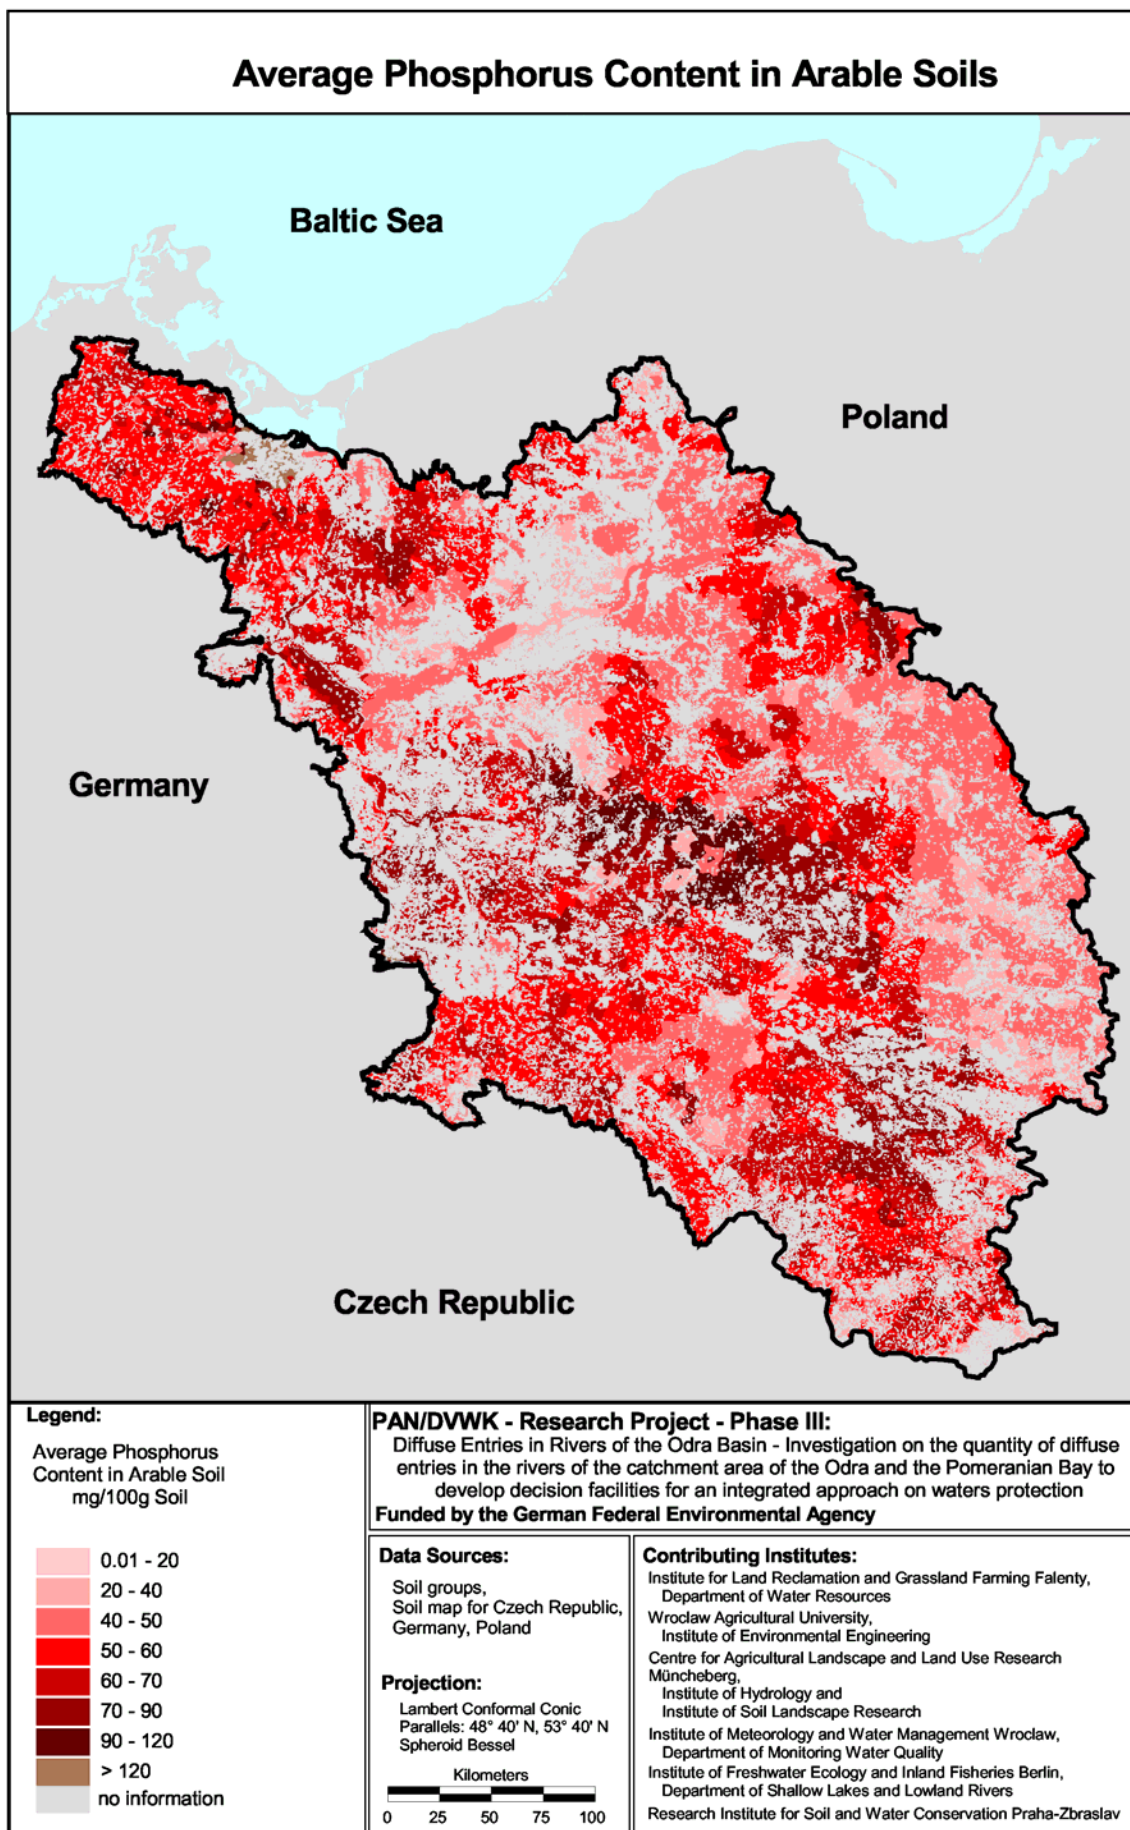 Average Phosphorus Content in Arable Soils
Baltic Sea
Poland
Germany
Czech Republic
Legend:
Average Phosphorus
Content in Arable Soil
mg/100g Soil
0.01 - 20
20 - 40
40 - 50
50 - 60
60 - 70
70 - 90
90 - 120
> 120
no information
PAN/DVWK - Research Project - Phase III:
Diffuse Entries in Rivers of the Odra Basin - Investigation on the quantity of diffuse
entries in the rivers of the catchment area of the Odra and the Pomeranian Bay to
develop decision facilities for an integrated approach on waters protection
Funded by the German Federal Environmental Agency
Data Sources:
Soil groups,
Soil map for Czech Republic,
Germany, Poland
Projection:
Lambert Conformal Conic
Parallels: 48° 40' N, 53° 40' N
Spheroid Bessel
Kilometers
0 25 50 75 100
Contributing Institutes:
Institute for Land Reclamation and Grassland Farming Falenty,
Department of Water Resources
Wroclaw Agricultural University,
Institute of Environmental Engineering
Centre for Agricultural Landscape and Land Use Research
Müncheberg,
Institute of Hydrology and
Institute of Soil Landscape Research
Institute of Meteorology and Water Management Wroclaw,
Department of Monitoring Water Quality
Institute of Freshwater Ecology and Inland Fisheries Berlin,
Department of Shallow Lakes and Lowland Rivers
Research Institute for Soil and Water Conservation Praha-Zbraslav